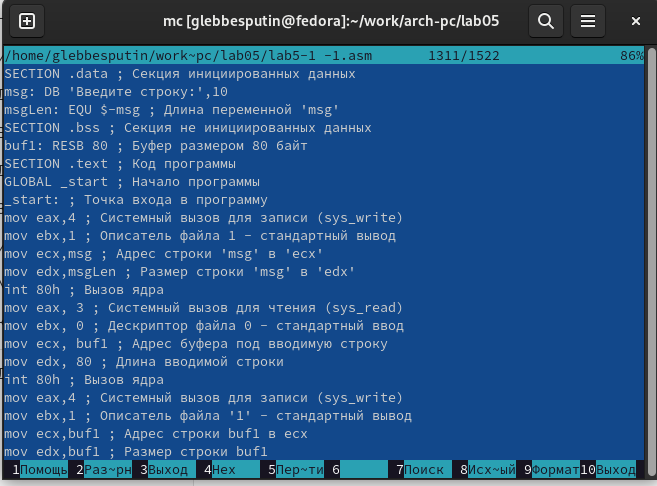 mc [glebbesputin@fedora]:~/work/arch-pc/lab05
/home/glebbesputin/work~pc/lab05/lab5-1 -1.asm 1311/1522 86%
SECTION .data ; Секция инициированных данных
msg: DB 'Введите строку:',10
msgLen: EQU $-msg ; Длина переменной 'msg'
SECTION .bss ; Секция не инициированных данных
buf1: RESB 80 ; Буфер размером 80 байт
SECTION .text ; Код программы
GLOBAL _start ; Начало программы
_start: ; Точка входа в программу
mov eax,4 ; Системный вызов для записи (sys_write)
mov ebx,1 ; Описатель файла 1 - стандартный вывод
mov ecx,msg ; Адрес строки 'msg' в 'ecx'
mov edx,msgLen ; Размер строки 'msg' в 'edx'
int 80h ; Вызов ядра
mov eax, 3 ; Системный вызов для чтения (sys_read)
mov ebx, 0 ; Дескриптор файла 0 - стандартный ввод
mov ecx, buf1 ; Адрес буфера под вводимую строку
mov edx, 80 ; Длина вводимой строки
int 80h ; Вызов ядра
mov eax,4 ; Системный вызов для записи (sys_write)
mov ebx,1 ; Описатель файла '1' - стандартный вывод
mov ecx,buf1 ; Адрес строки buf1 в ecx
mov edx,buf1 ; Размер строки buf1
1Помощь 2Раз~рн 3Выход 4Hex 5Пер~ти 6 7Поиск 8Исх~ый 9Формат 10Выход